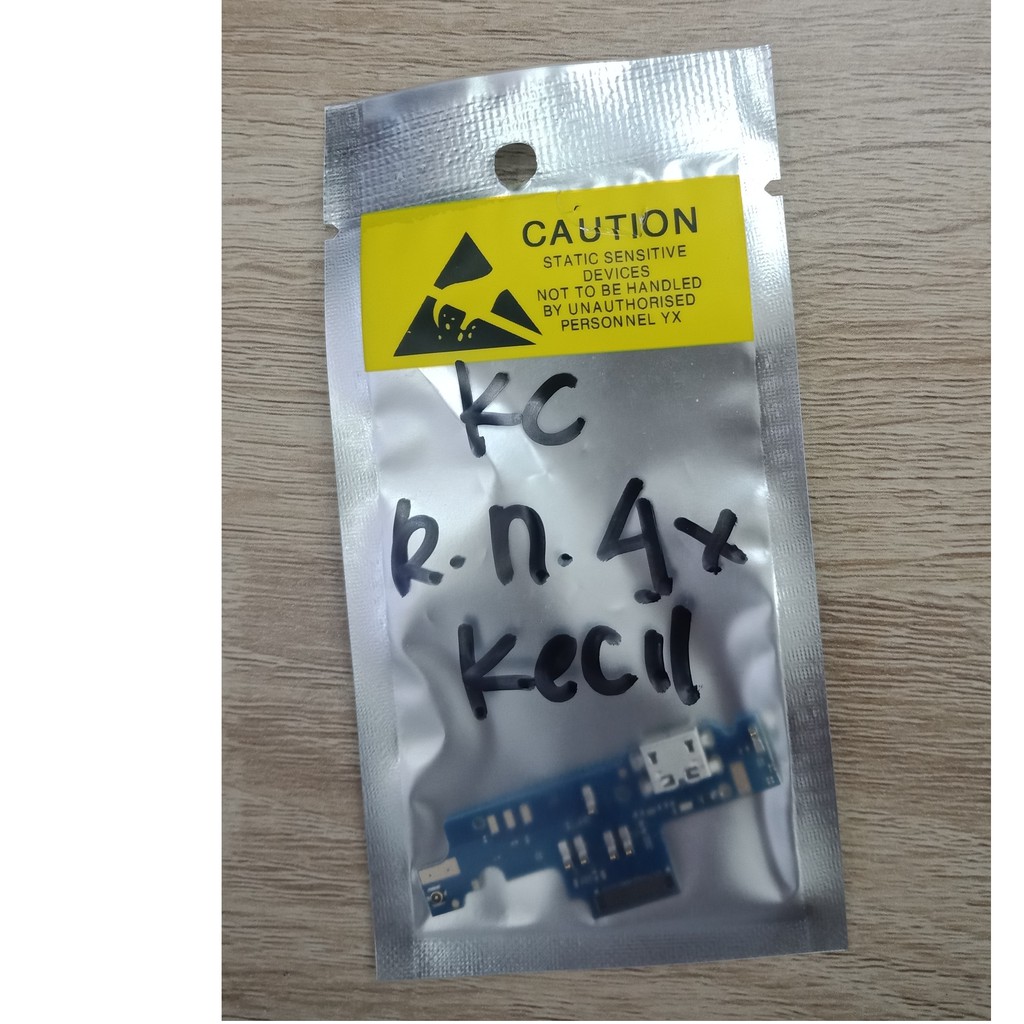 CAUTION
STATIC SENSITIVE
DEVICES
NOT TO BE HANDLED
BY UNAUTHORISED
PERSONNEL YX
KC
R.n.4x
Kecil